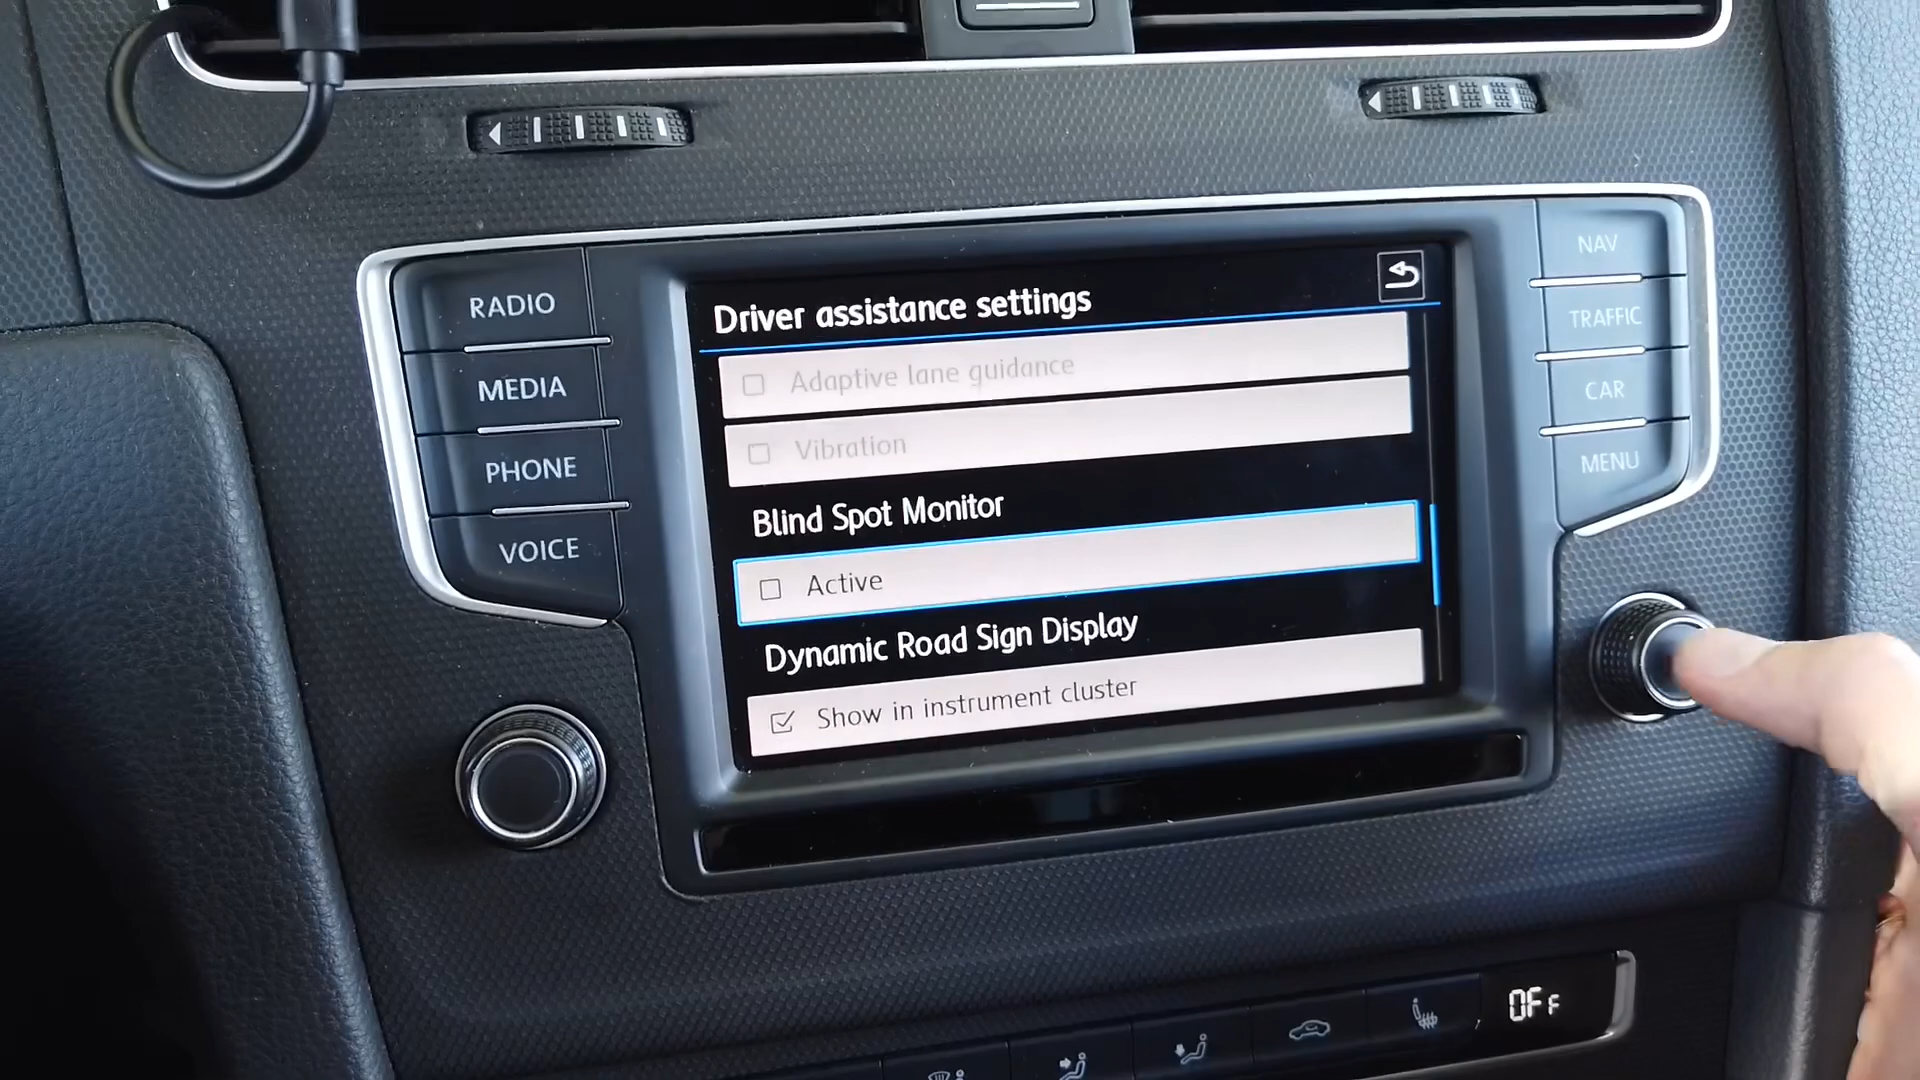 RADIO
MEDIA
PHONE
VOICE
Driver assistance settings
Adaptive lane guidance
Vibration
Blind Spot Monitor
Active
Dynamic Road Sign Display
Show in instrument cluster
NAV
TRAFFIC
CAR
MENU
OFF